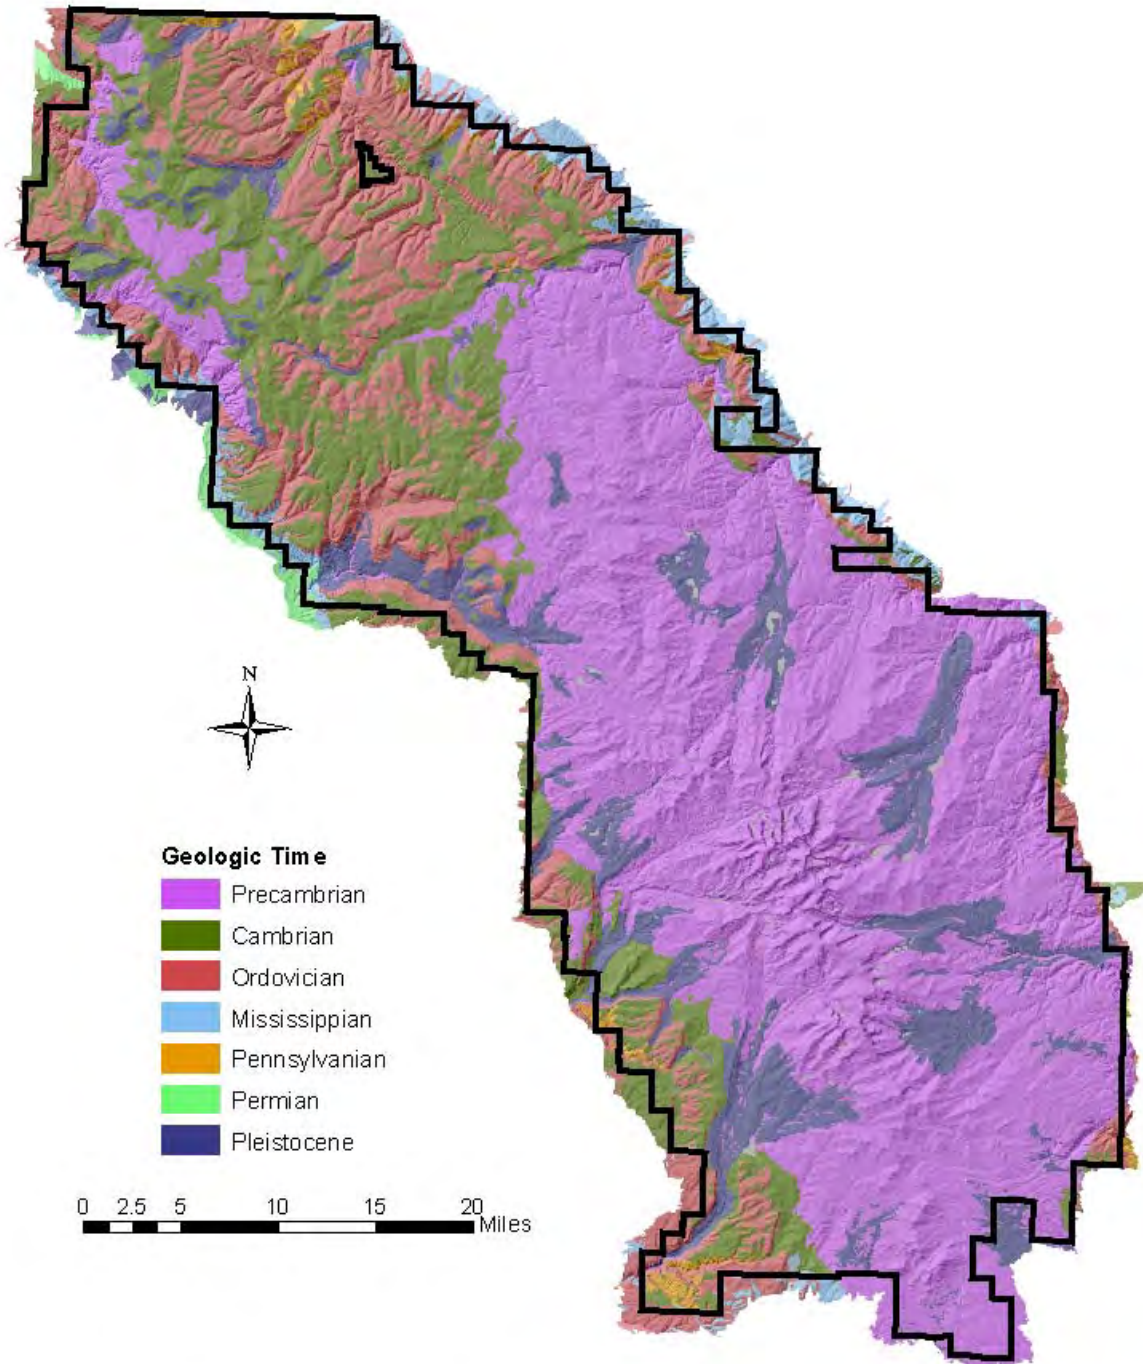 N
Geologic Time
Precambrian
Cambrian
Ordovician
Mississippian
Pennsylvanian
Permian
Pleistocene
0 2.5 5 10 15 20
Miles